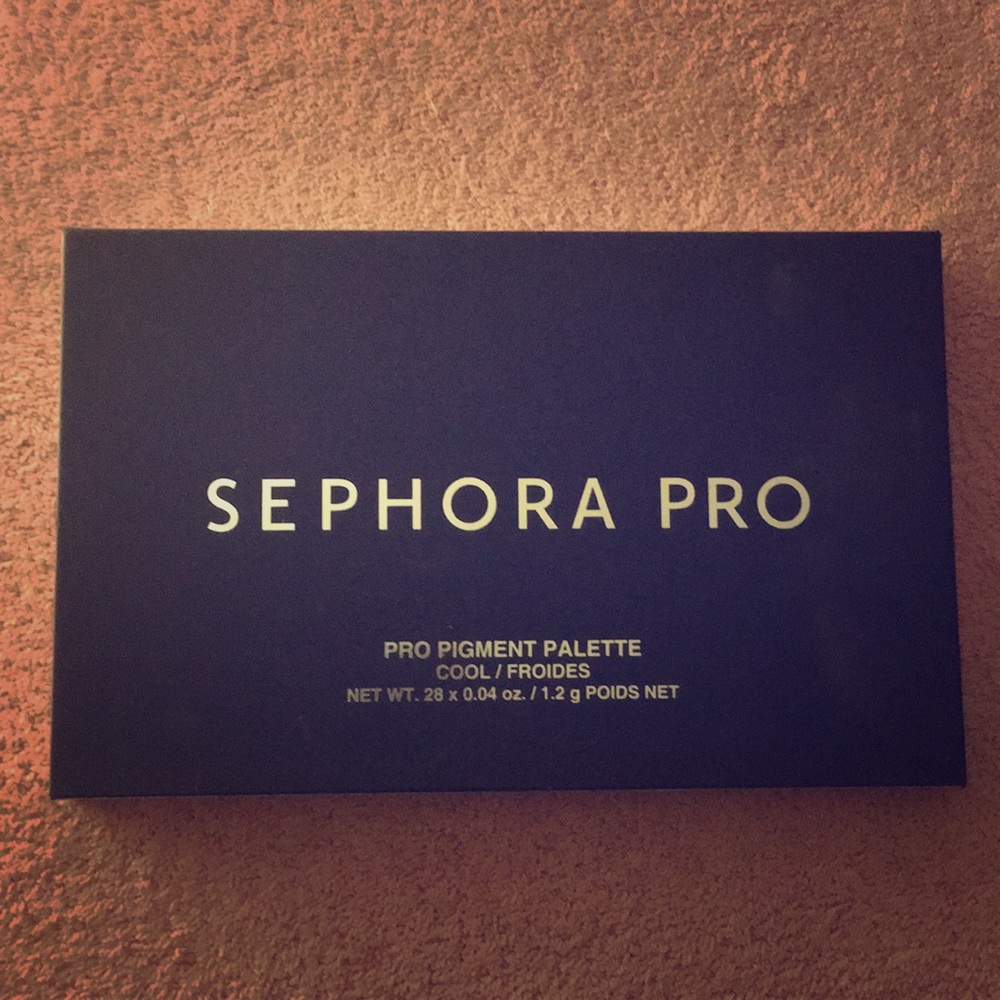 SEPHORA PRO
PRO PIGMENT PALETTE
COOL / FROIDES
NET WT. 28 x 0.04 oz. / 1.2 g POIDS NET